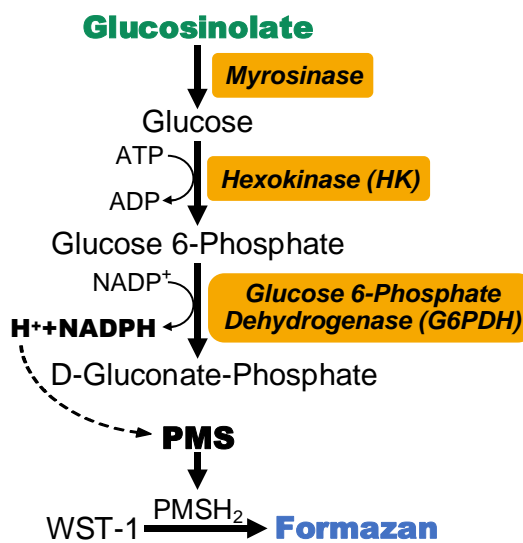 Glucosinolate
Myrosinase
Glucose
ATP
ADP
Hexokinase (HK)
Glucose 6-Phosphate
NADP⁺
H⁺+NADPH
Glucose 6-Phosphate
Dehydrogenase (G6PDH)
D-Gluconate-Phosphate
PMS
PMSH₂
WST-1
Formazan